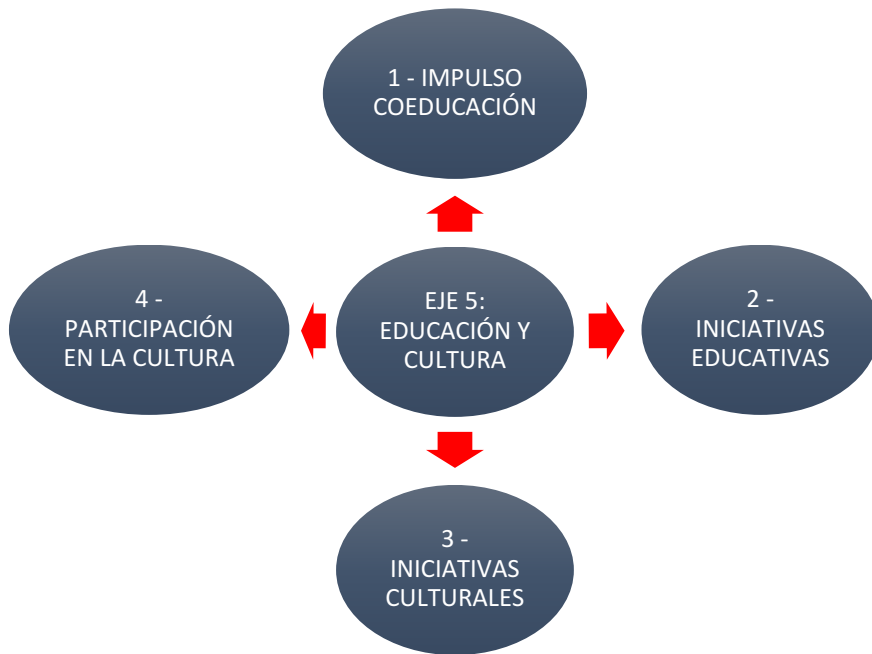 1 - IMPULSO
COEDUCACIÓN
4 -
PARTICIPACIÓN
EN LA CULTURA
EJE 5:
EDUCACIÓN Y
CULTURA
2 -
INICIATIVAS
EDUCATIVAS
3 -
INICIATIVAS
CULTURALES